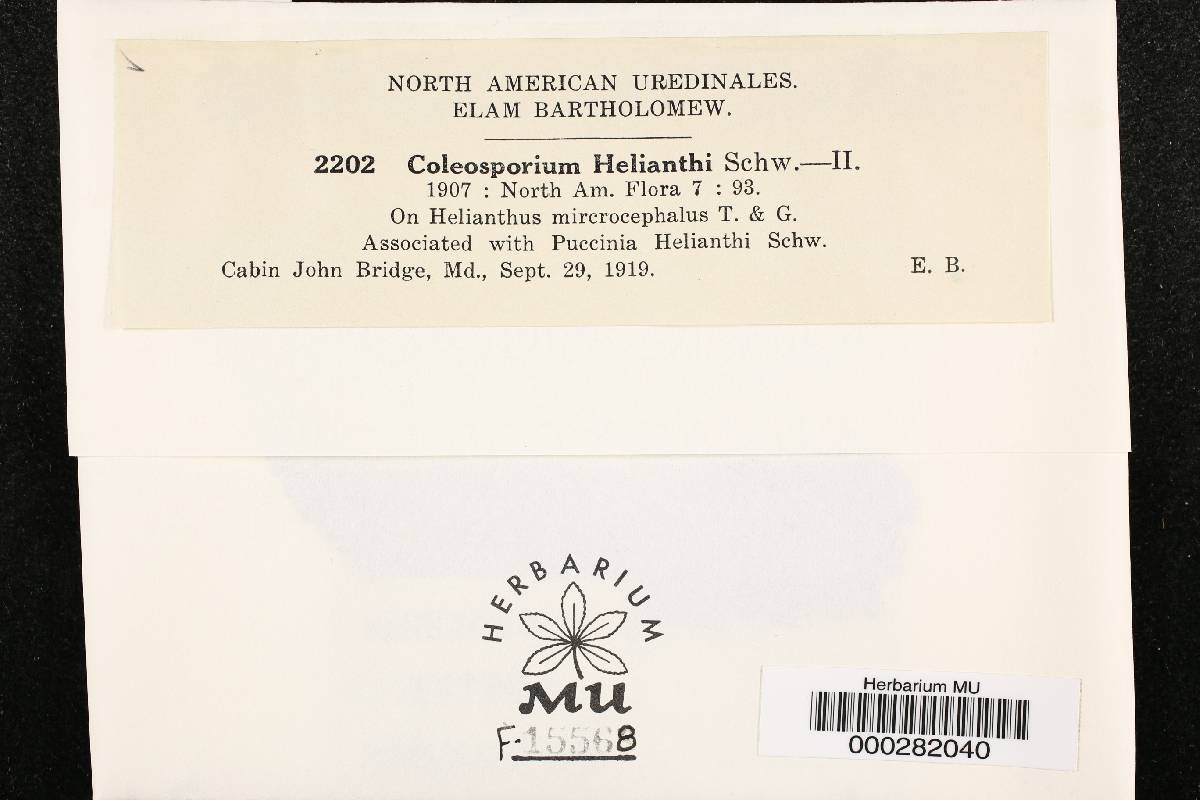 NORTH AMERICAN UREDINALES.
ELAM BARTHOLOMEW.
2202 Coleosporium Helianthi Schw.—II.
1907 : North Am. Flora 7 : 93.
On Helianthus mircrocephalus T. & G.
Associated with Puccinia Helianthi Schw.
Cabin John Bridge, Md., Sept. 29, 1919. E. B.
HERBARIUM
MU
F-15568
Herbarium MU
000282040